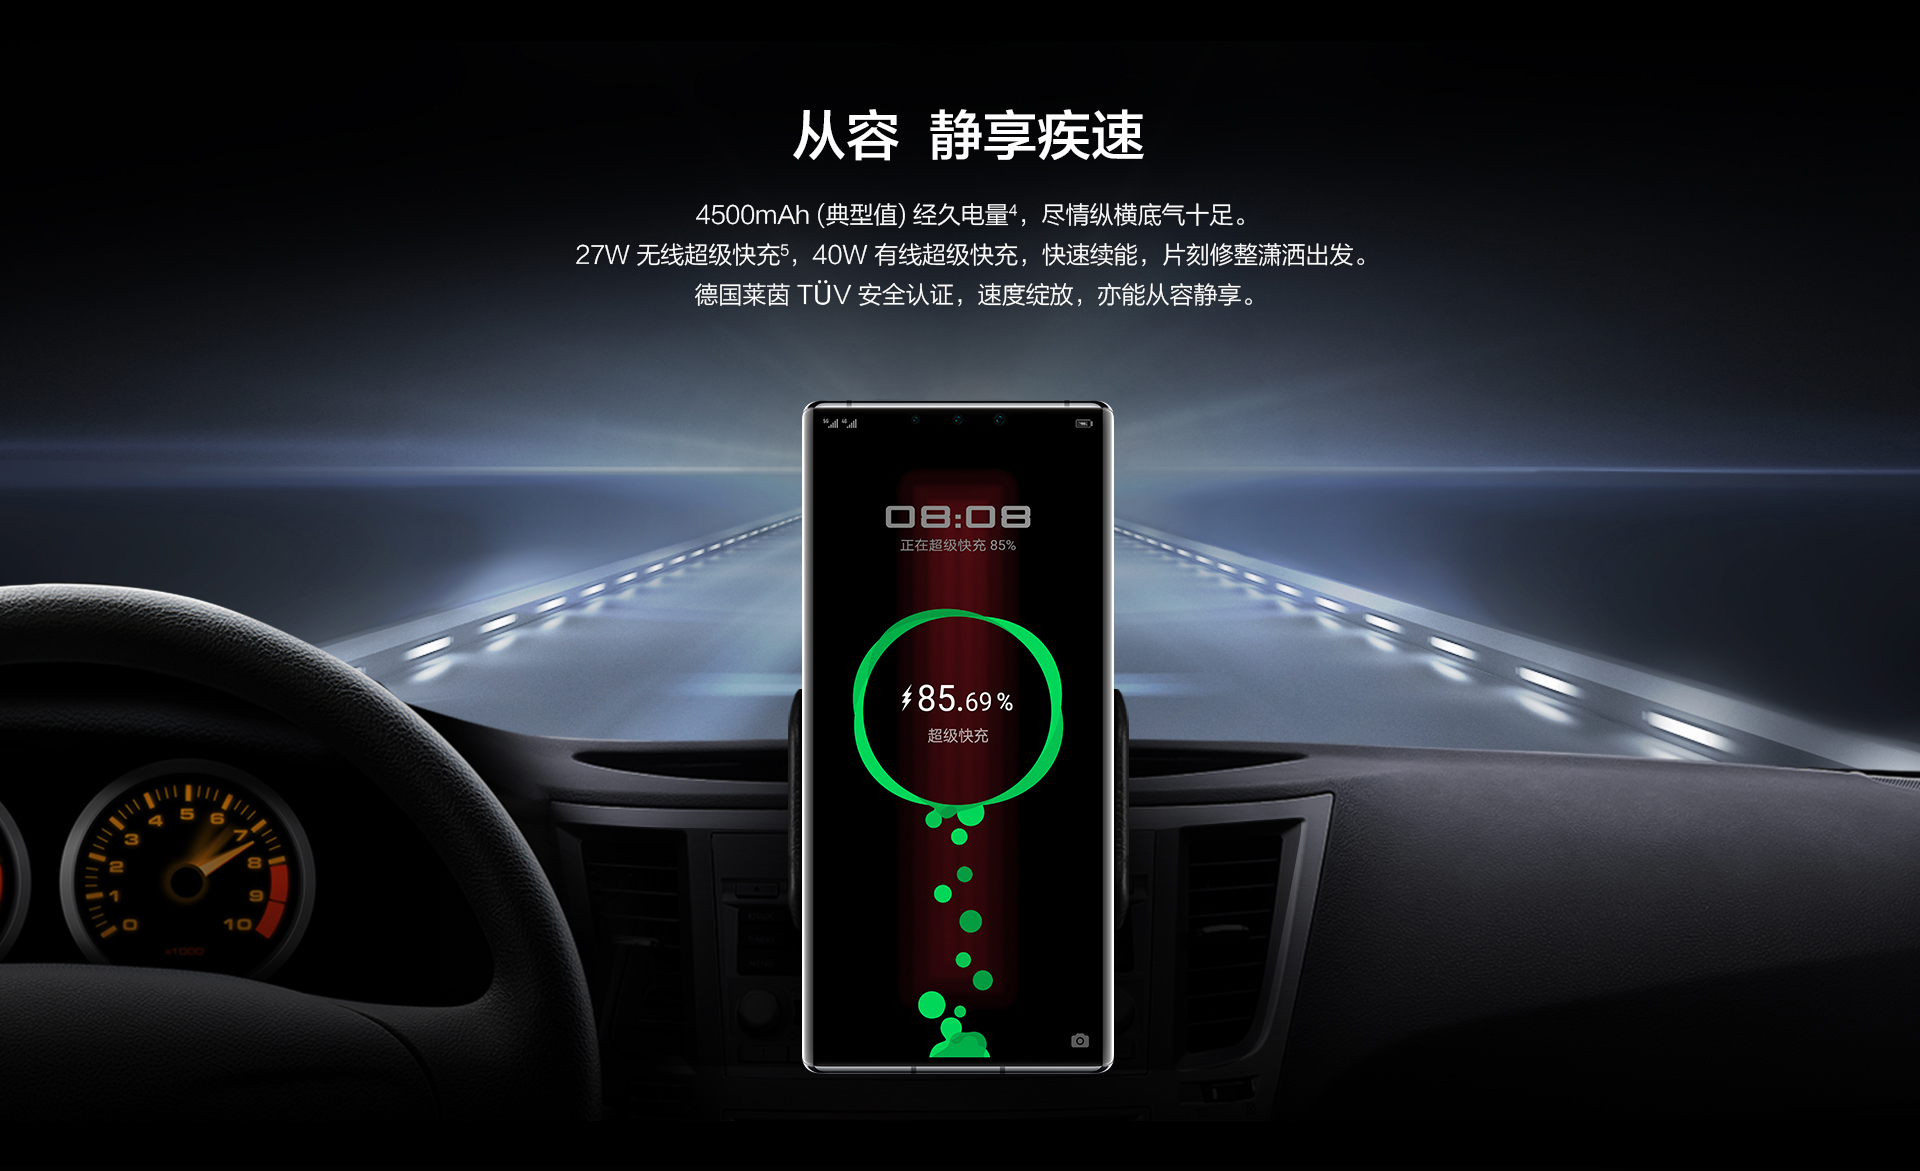 从容 静享疾速
4500mAh (典型值) 经久电量4，尽情纵横底气十足。
27W 无线超级快充5，40W 有线超级快充，快速续能，片刻修整潇洒出发。
德国莱茵 TÜV 安全认证，速度绽放，亦能从容静享。
08:08
正在超级快充 85%
85.69%
超级快充
0
1
2
3
4
5
6
7
8
9
10
x1000